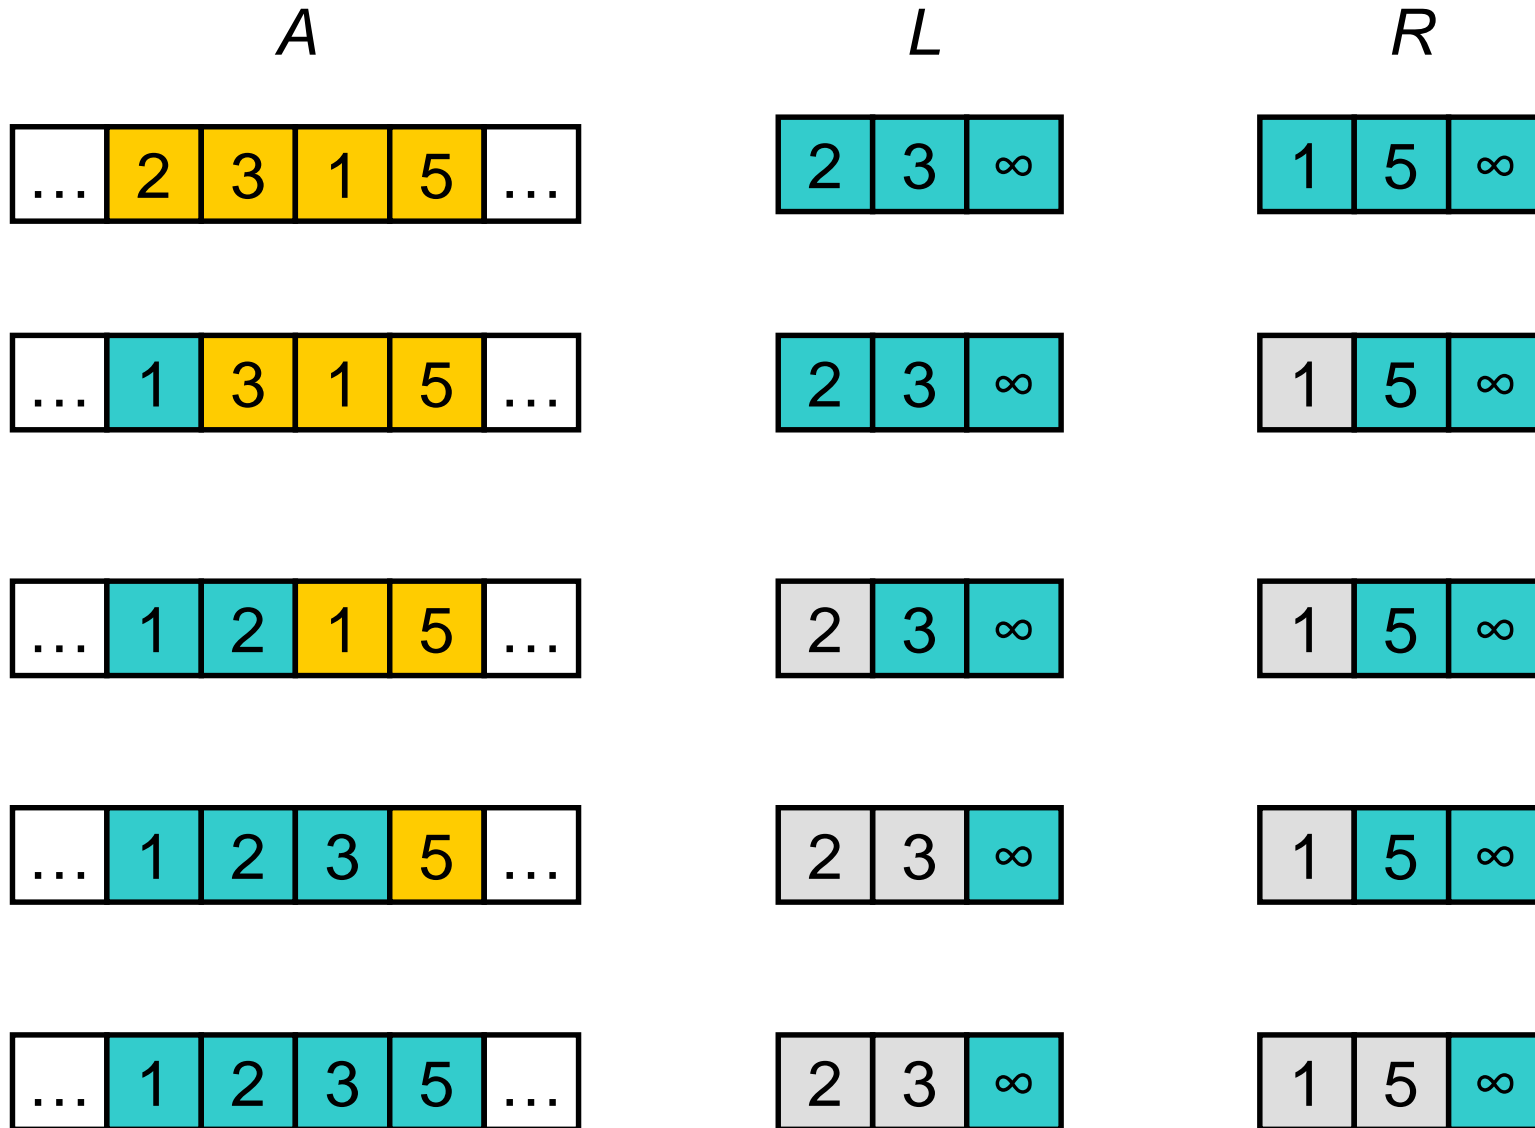 A L R
... 2 3 1 5 ... 2 3 ∞ 1 5 ∞
... 1 3 1 5 ... 2 3 ∞ 1 5 ∞
... 1 2 1 5 ... 2 3 ∞ 1 5 ∞
... 1 2 3 5 ... 2 3 ∞ 1 5 ∞
... 1 2 3 5 ... 2 3 ∞ 1 5 ∞